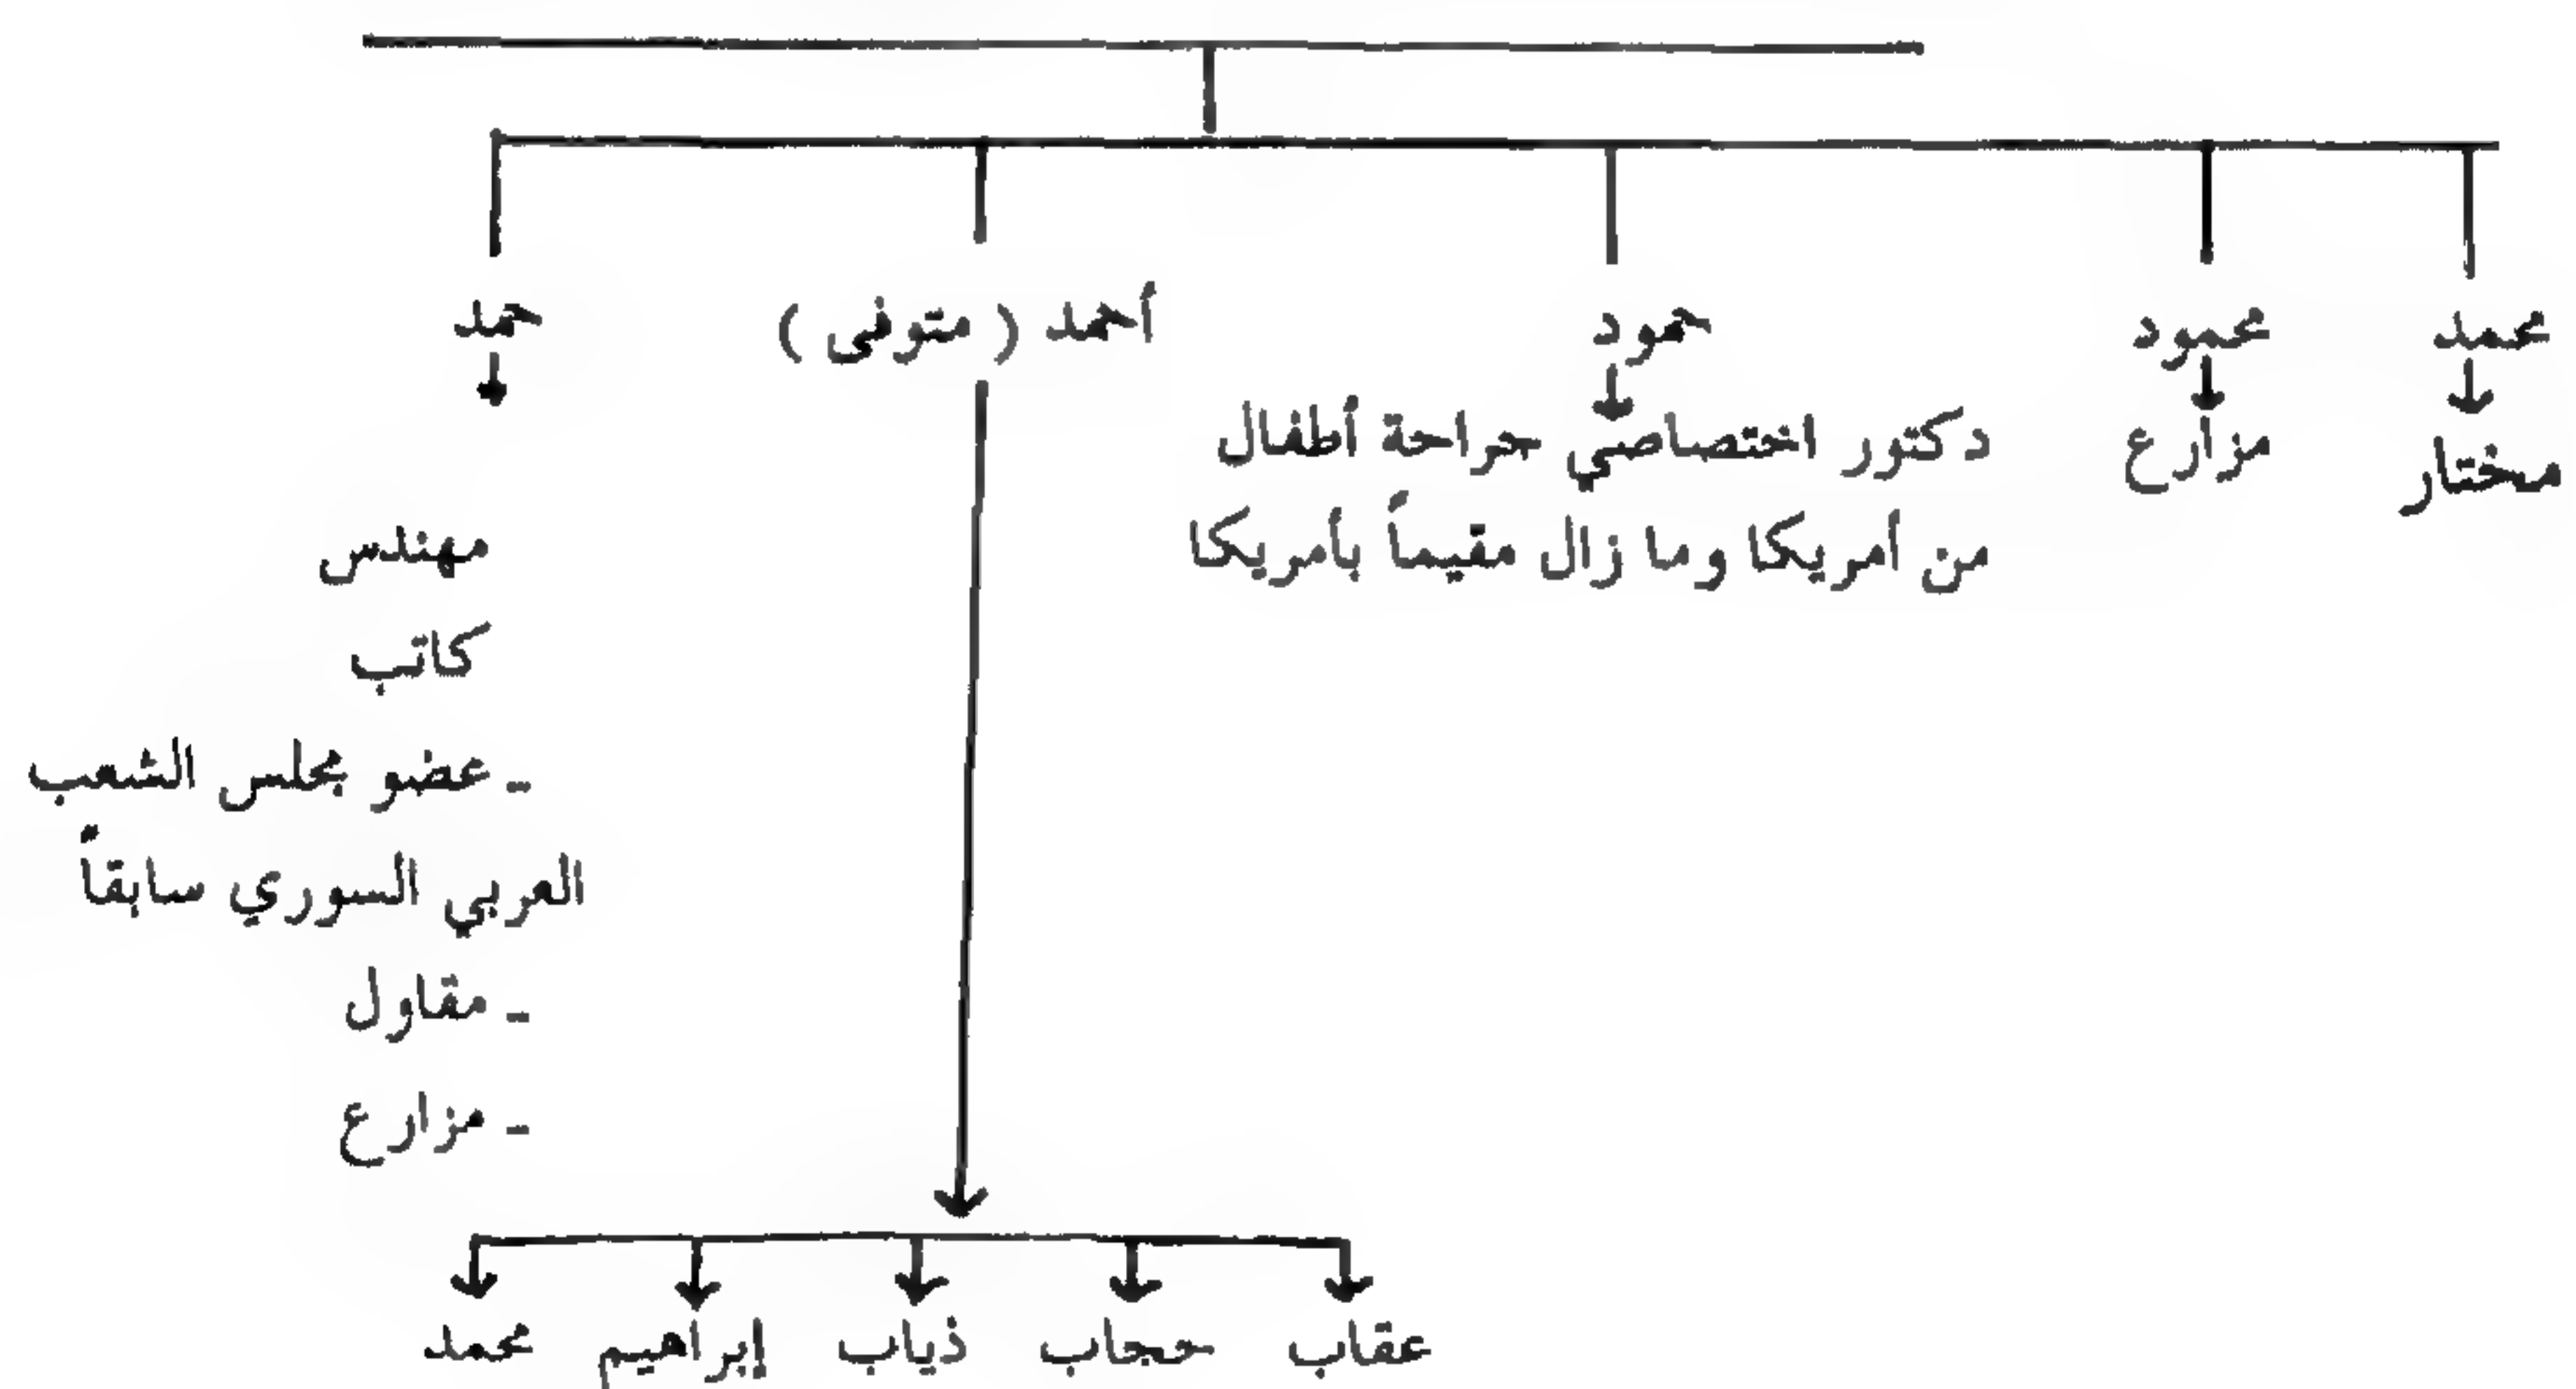 محمد
محمود
حمود
أحمد ( متوفى )
حمد
مختار
مزارع
دكتور اختصاصي جراحة أطفال
من أمريكا وما زال مقيماً بأمريكا
مهندس
كاتب
- عضو مجلس الشعب
العربي السوري سابقاً
- مقاول
- مزارع
عقاب
حجاب
ذياب
إبراهيم
محمد